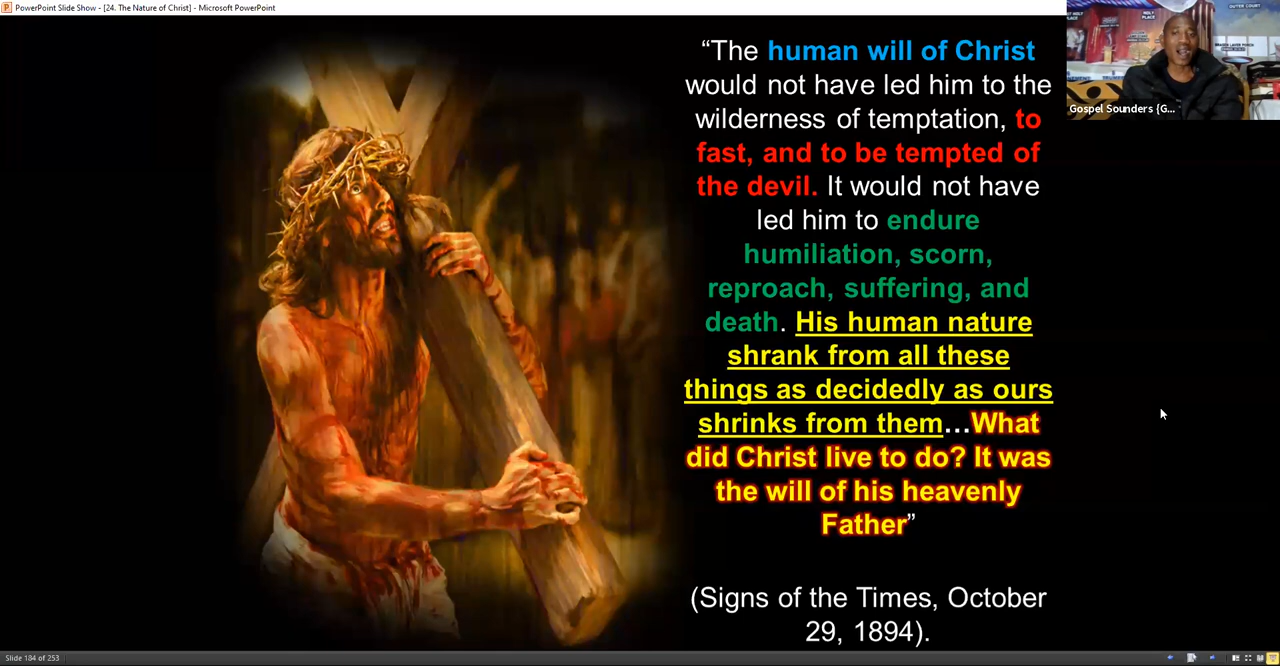 PowerPoint Slide Show - [24. The Nature of Christ] - Microsoft PowerPoint
“The human will of Christ
would not have led him to the
wilderness of temptation, to
fast, and to be tempted of
the devil. It would not have
led him to endure
humiliation, scorn,
reproach, suffering, and
death. His human nature
shrank from all these
things as decidedly as ours
shrinks from them…What
did Christ live to do? It was
the will of his heavenly
Father”
(Signs of the Times, October
29, 1894).
OUTER COURT
HOLY
PLACE
Gospel Sounders {G...
Slide 184 of 253